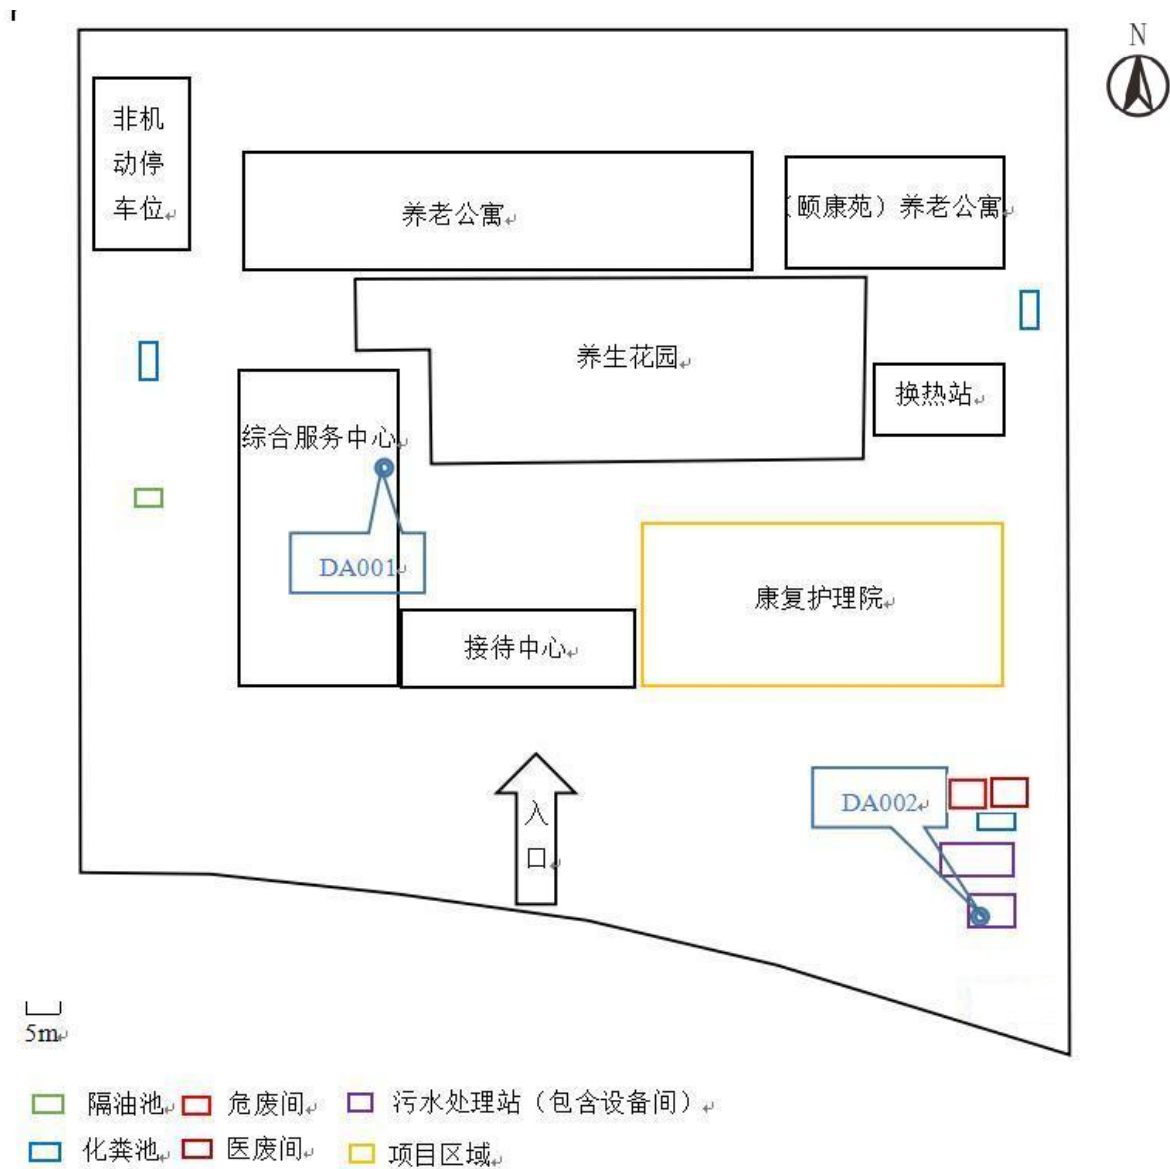 N
非机
动停
车位
养老公寓
（颐康苑）养老公寓
养生花园
换热站
综合服务中心
DA001
康复护理院
接待中心
DA002
入
口
5m
隔油池 危废间 污水处理站（包含设备间）
化粪池 医废间 项目区域